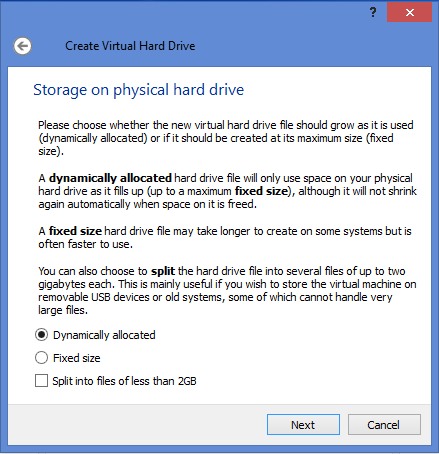 ?
Create Virtual Hard Drive
Storage on physical hard drive
Please choose whether the new virtual hard drive file should grow as it is used
(dynamically allocated) or if it should be created at its maximum size (fixed
size).
A dynamically allocated hard drive file will only use space on your physical
hard drive as it fills up (up to a maximum fixed size), although it will not shrink
again automatically when space on it is freed.
A fixed size hard drive file may take longer to create on some systems but is
often faster to use.
You can also choose to split the hard drive file into several files of up to two
gigabytes each. This is mainly useful if you wish to store the virtual machine on
removable USB devices or old systems, some of which cannot handle very
large files.
Dynamically allocated
Fixed size
Split into files of less than 2GB
Next Cancel